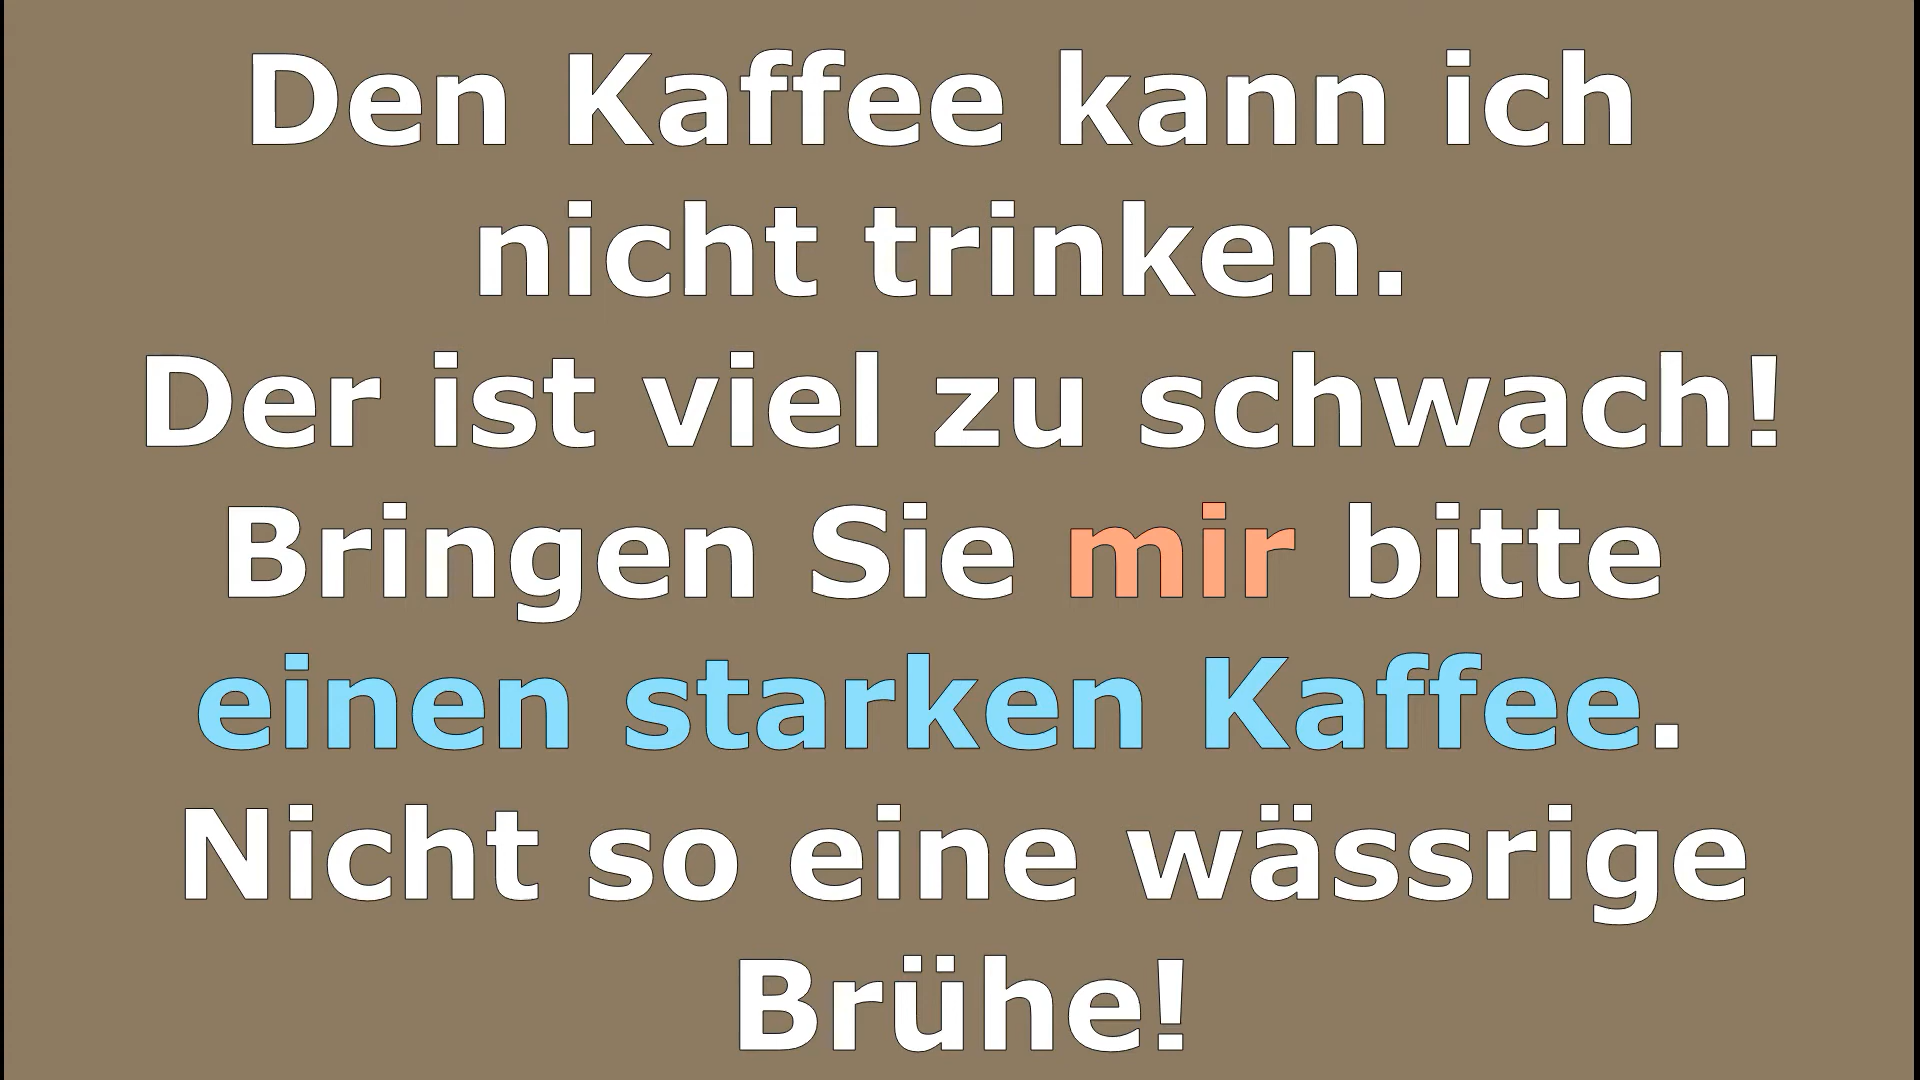 Den Kaffee kann ich
nicht trinken.
Der ist viel zu schwach!
Bringen Sie mir bitte
einen starken Kaffee.
Nicht so eine wässrige
Brühe!